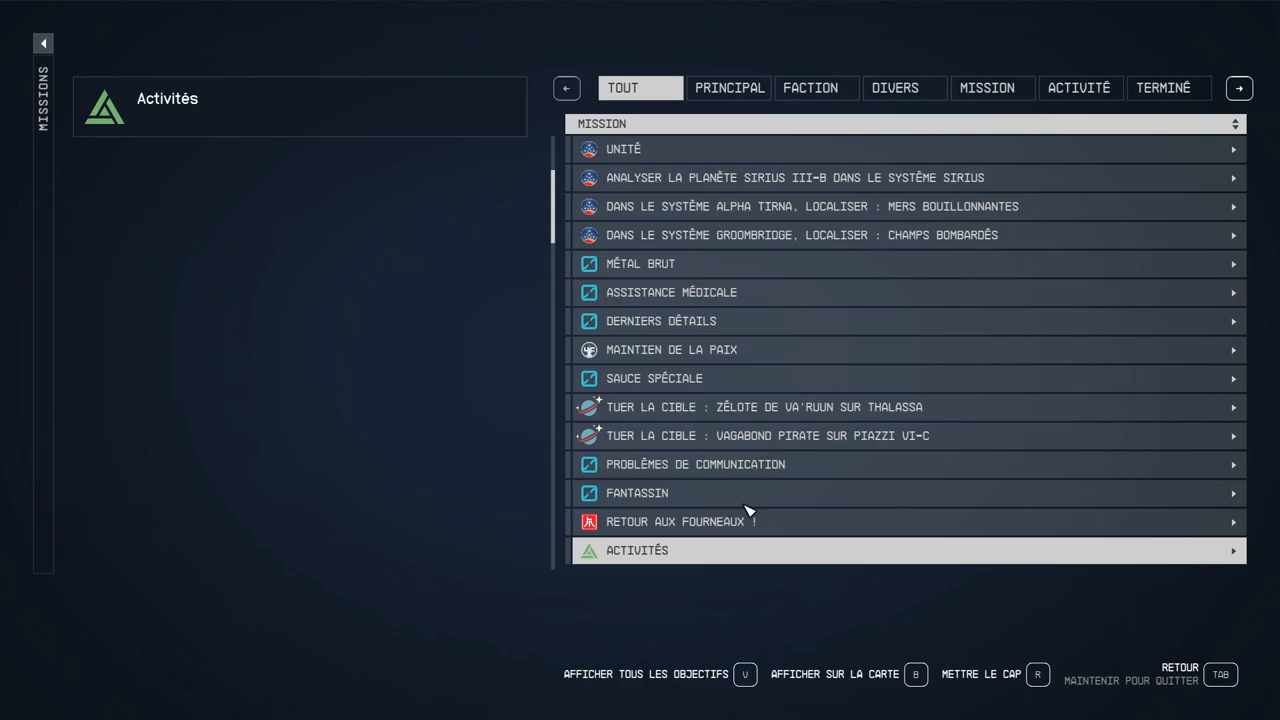 MISSIONS
Activités
← TOUT PRINCIPAL FACTION DIVERS MISSION ACTIVITÉ TERMINÉ →
MISSION
UNITÉ
ANALYSER LA PLANÈTE SIRIUS III-B DANS LE SYSTÈME SIRIUS
DANS LE SYSTÈME ALPHA TIRNA, LOCALISER : MERS BOUILLONNANTES
DANS LE SYSTÈME GROOMBRIDGE, LOCALISER : CHAMPS BOMBARDÉS
MÉTAL BRUT
ASSISTANCE MÉDICALE
DERNIERS DÉTAILS
MAINTIEN DE LA PAIX
SAUCE SPÉCIALE
TUER LA CIBLE : ZÉLOTE DE VA'RUUN SUR THALASSA
TUER LA CIBLE : VAGABOND PIRATE SUR PIAZZI VI-C
PROBLÈMES DE COMMUNICATION
FANTASSIN
RETOUR AUX FOURNEAUX !
ACTIVITÉS
AFFICHER TOUS LES OBJECTIFS V AFFICHER SUR LA CARTE B METTRE LE CAP R RETOUR TAB
MAINTENIR POUR QUITTER